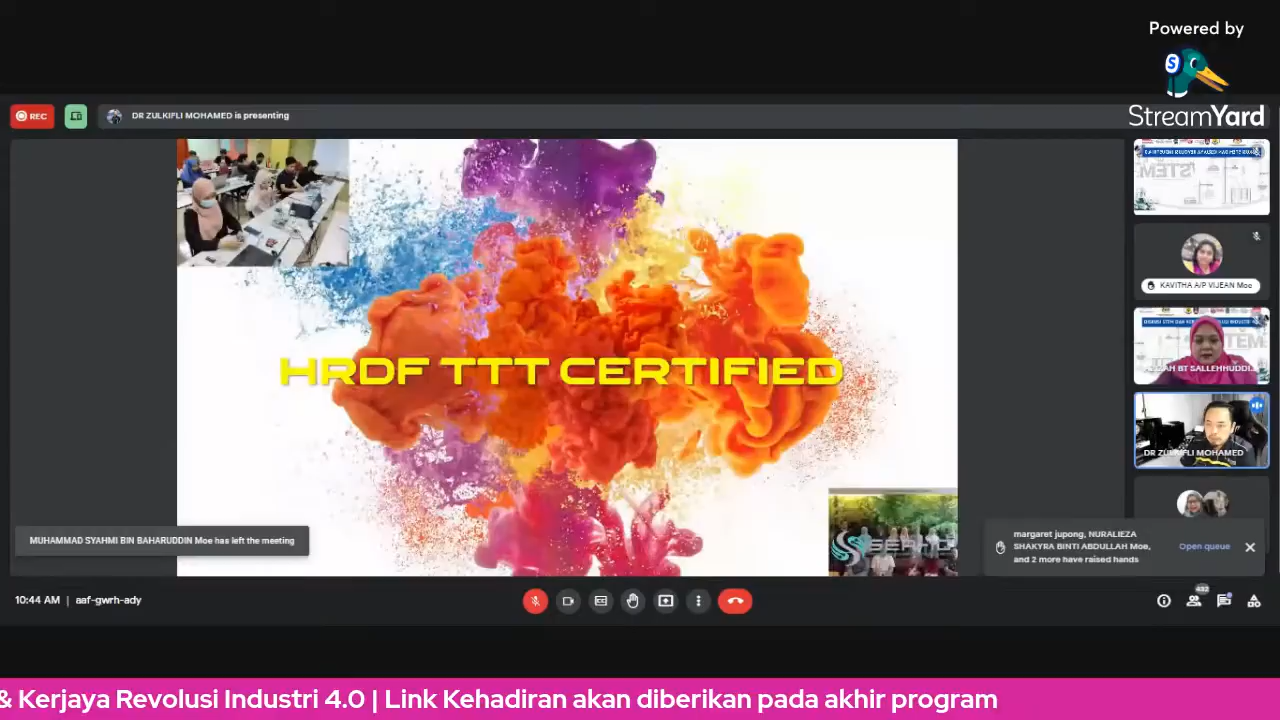 Powered by
StreamYard
REC
DR ZULKIFLI MOHAMED is presenting
HRDF TTT CERTIFIED
STEM
KAVITHA A/P VIJEAN Moe
DR ZULKIFLI MOHAMED
MUHAMMAD SYAHMI BIN BAHARUDDIN Moe has left the meeting
margaret jupong, NURALIEZA
SHAKYRA BINTI ABDULLAH Moe,
and 2 more have raised hands
Open queue
10:44 AM | aaf-gwrh-ady
& Kerjaya Revolusi Industri 4.0 | Link Kehadiran akan diberikan pada akhir program